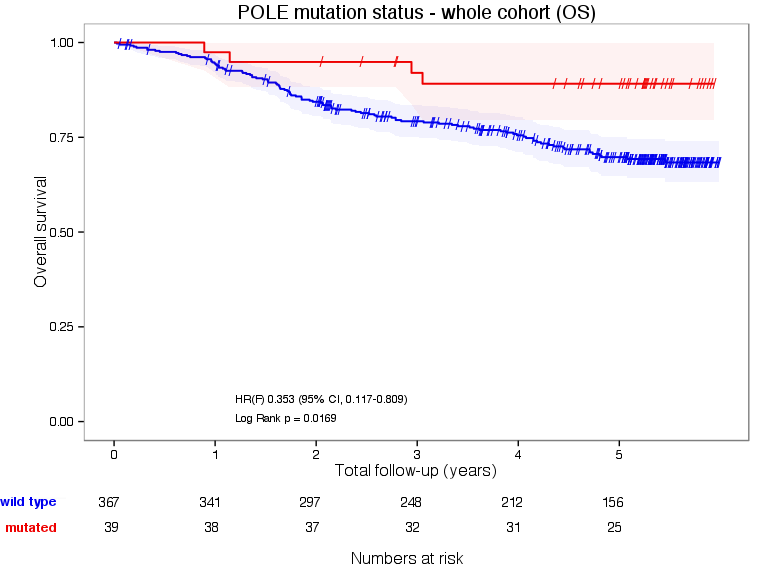 POLE mutation status - whole cohort (OS)
Overall survival
1.00
0.75
0.50
0.25
0.00
HR(F) 0.353 (95% CI, 0.117-0.809)
Log Rank p = 0.0169
0 1 2 3 4 5
Total follow-up (years)
wild type 367 341 297 248 212 156
mutated 39 38 37 32 31 25
Numbers at risk